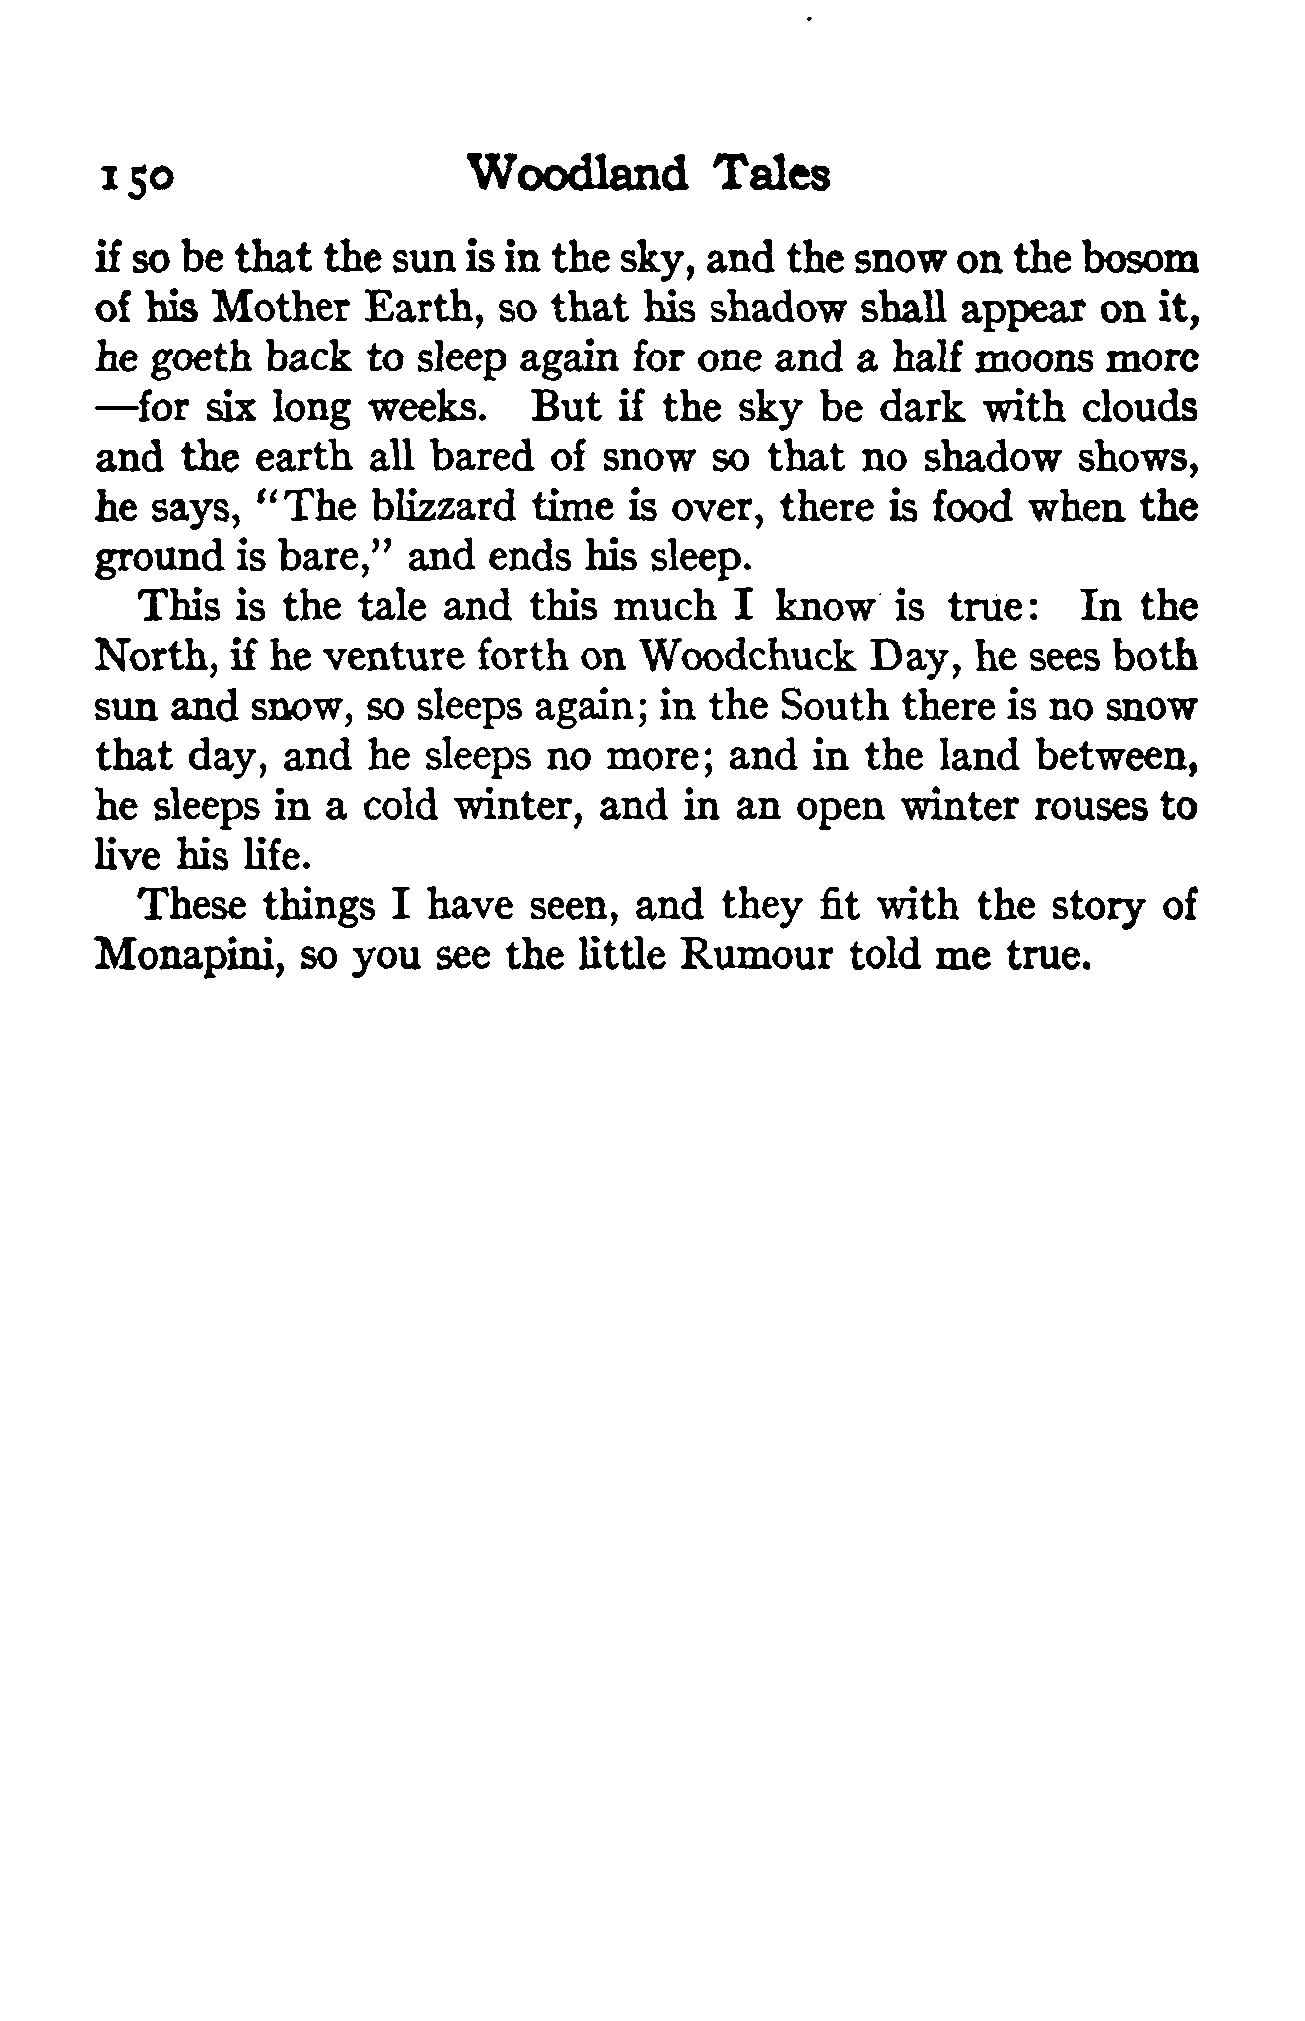 150 Woodland Tales
if so be that the sun is in the sky, and the snow on the bosom
of his Mother Earth, so that his shadow shall appear on it,
he goeth back to sleep again for one and a half moons more
—for six long weeks. But if the sky be dark with clouds
and the earth all bared of snow so that no shadow shows,
he says, “The blizzard time is over, there is food when the
ground is bare,” and ends his sleep.
This is the tale and this much I know is true: In the
North, if he venture forth on Woodchuck Day, he sees both
sun and snow, so sleeps again; in the South there is no snow
that day, and he sleeps no more; and in the land between,
he sleeps in a cold winter, and in an open winter rouses to
live his life.
These things I have seen, and they fit with the story of
Monapini, so you see the little Rumour told me true.